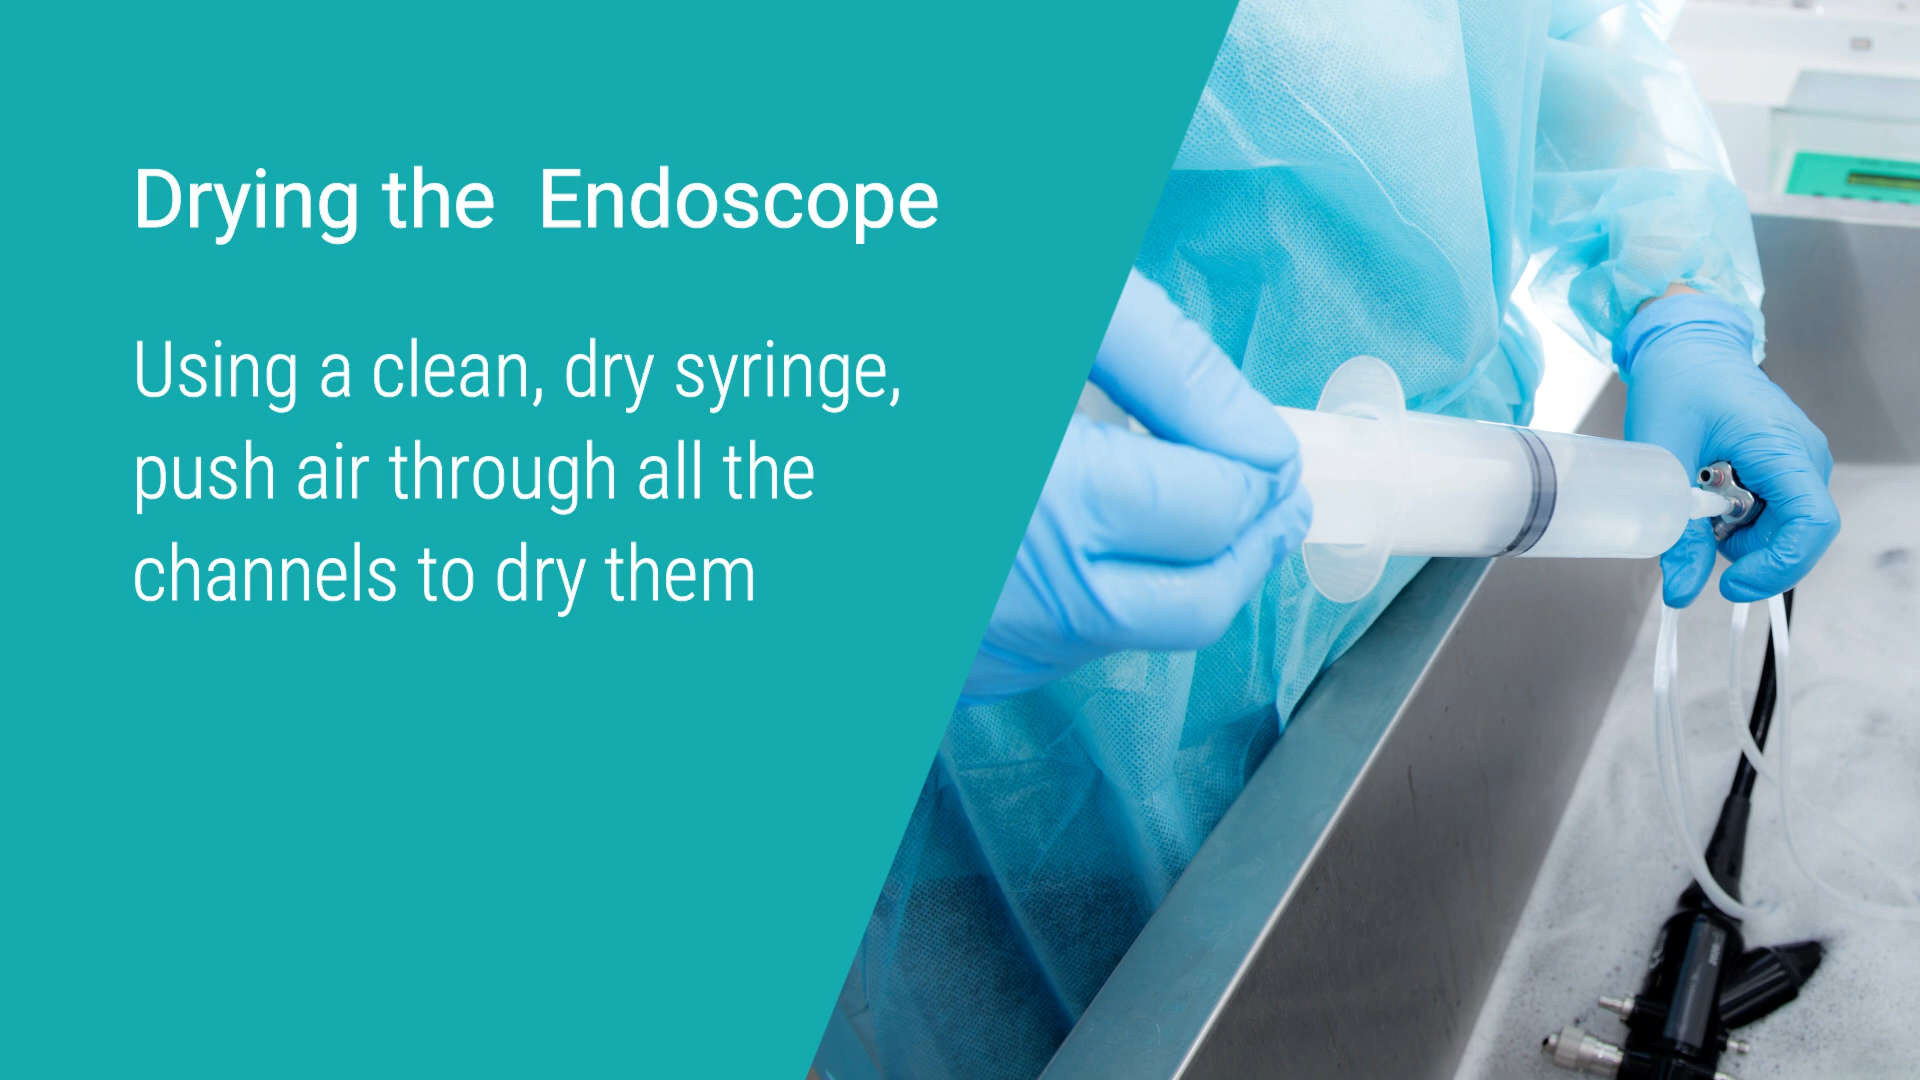 Drying the  Endoscope
Using a clean, dry syringe,
push air through all the
channels to dry them